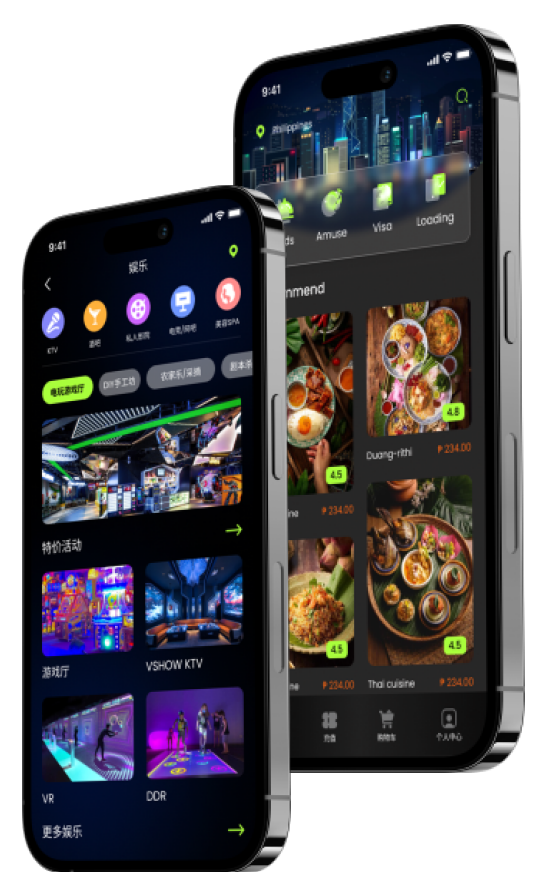 9:41
娱乐
KTV
酒吧
私人影院
电竞/网吧
美容SPA
电玩游戏厅
DIY手工坊
农家乐/采摘
剧本杀
特价活动
游戏厅
VSHOW KTV
VR
DDR
更多娱乐
9:41
Philippines
ds
Amuse
Visa
Loading
nmend
4.5
4.8
Duang-rithi
₱ 234.00
ine
₱ 234.00
4.5
4.5
ne
₱ 234.00
Thai cuisine
₱ 234.00
购物车
个人中心